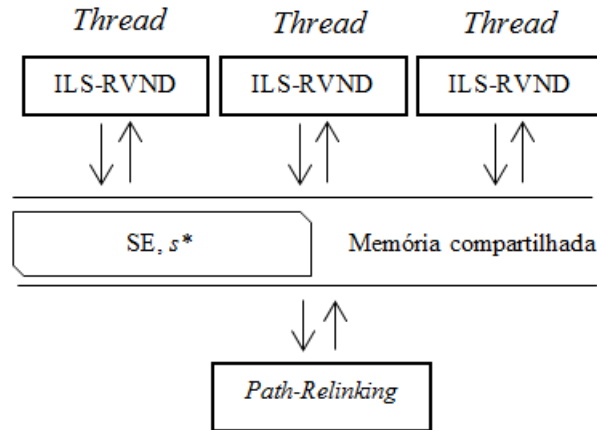 Thread Thread Thread
ILS-RVND ILS-RVND ILS-RVND
SE, s* Memória compartilhada
Path-Relinking